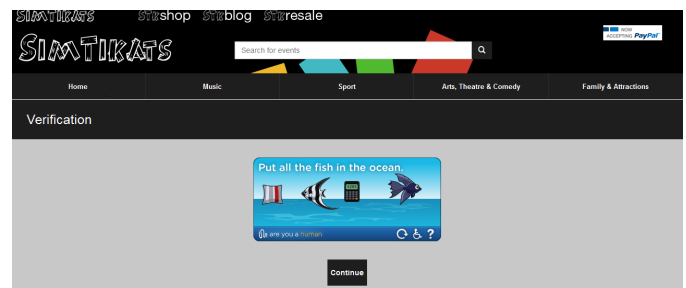 SIMTIKATS STKshop STKblog STKresale
SIMTIKATS
Search for events
NOW
ACCEPTING PayPal
Home Music Sport Arts, Theatre & Comedy Family & Attractions
Verification
Put all the fish in the ocean.
are you a human
?
Continue